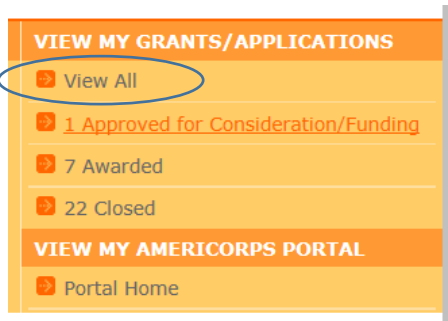 VIEW MY GRANTS/APPLICATIONS
View All
1 Approved for Consideration/Funding
7 Awarded
22 Closed
VIEW MY AMERICORPS PORTAL
Portal Home